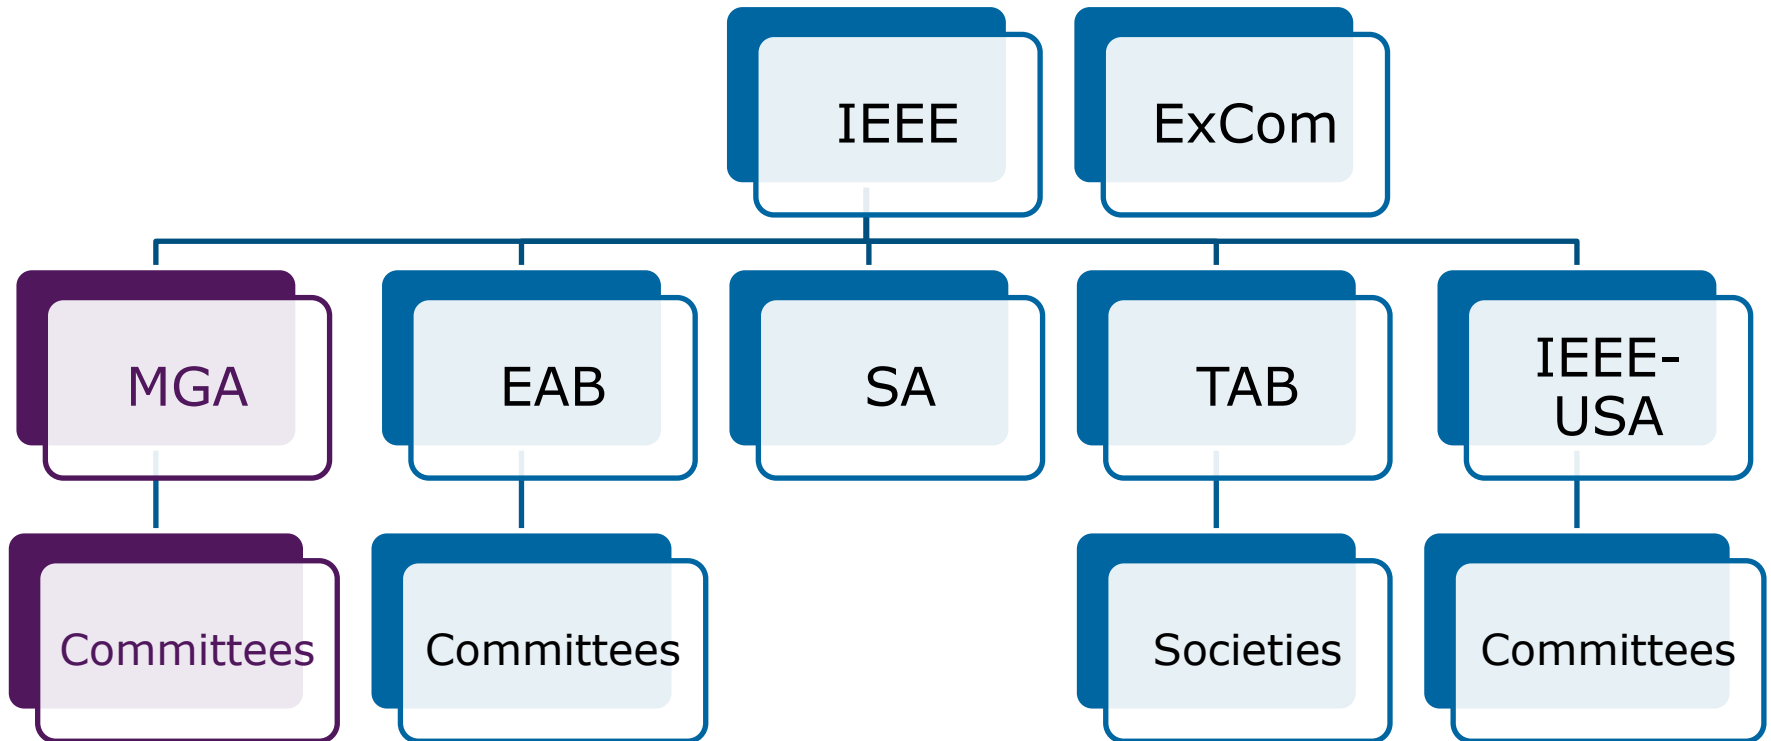 IEEE
ExCom
MGA
EAB
SA
TAB
IEEE-
USA
Committees
Committees
Societies
Committees